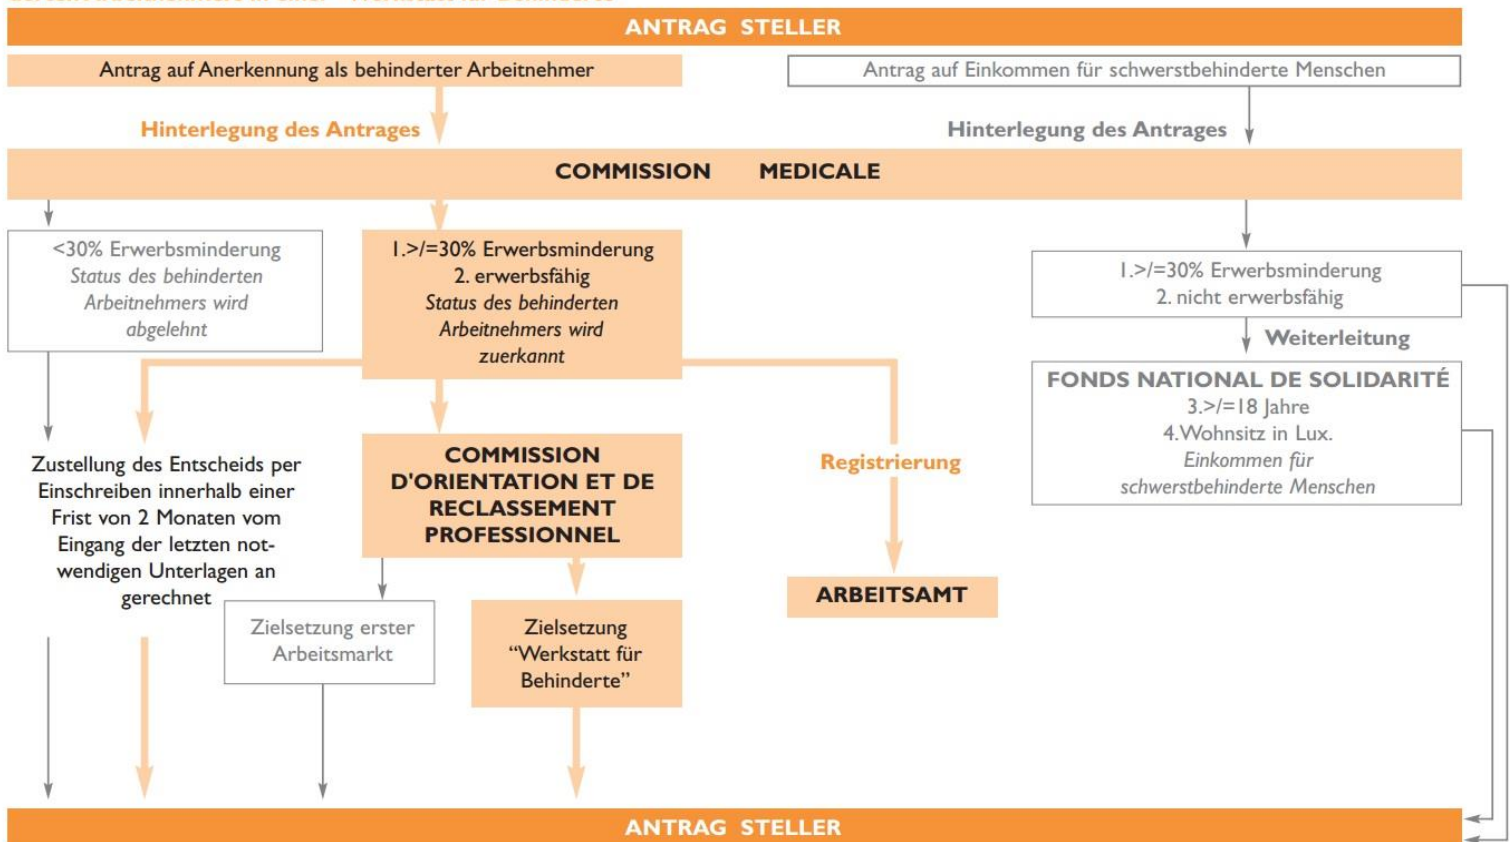 ANTRAG STELLER
Antrag auf Anerkennung als behinderter Arbeitnehmer
Antrag auf Einkommen für schwerstbehinderte Menschen
Hinterlegung des Antrages
Hinterlegung des Antrages
COMMISSION MEDICALE
<30% Erwerbsminderung
Status des behinderten
Arbeitnehmers wird
abgelehnt
1.>/=30% Erwerbsminderung
2. erwerbsfähig
Status des behinderten
Arbeitnehmers wird
zuerkannt
1.>/=30% Erwerbsminderung
2. nicht erwerbsfähig
Weiterleitung
FONDS NATIONAL DE SOLIDARITÉ
3.>/=18 Jahre
4. Wohnsitz in Lux.
Einkommen für
schwerstbehinderte Menschen
Zustellung des Entscheids per
Einschreiben innerhalb einer
Frist von 2 Monaten vom
Eingang der letzten not-
wendigen Unterlagen an
gerechnet
COMMISSION
D'ORIENTATION ET DE
RECLASSEMENT
PROFESSIONNEL
Registrierung
ARBEITSAMT
Zielsetzung erster
Arbeitsmarkt
Zielsetzung
“Werkstatt für
Behinderte”
ANTRAG STELLER